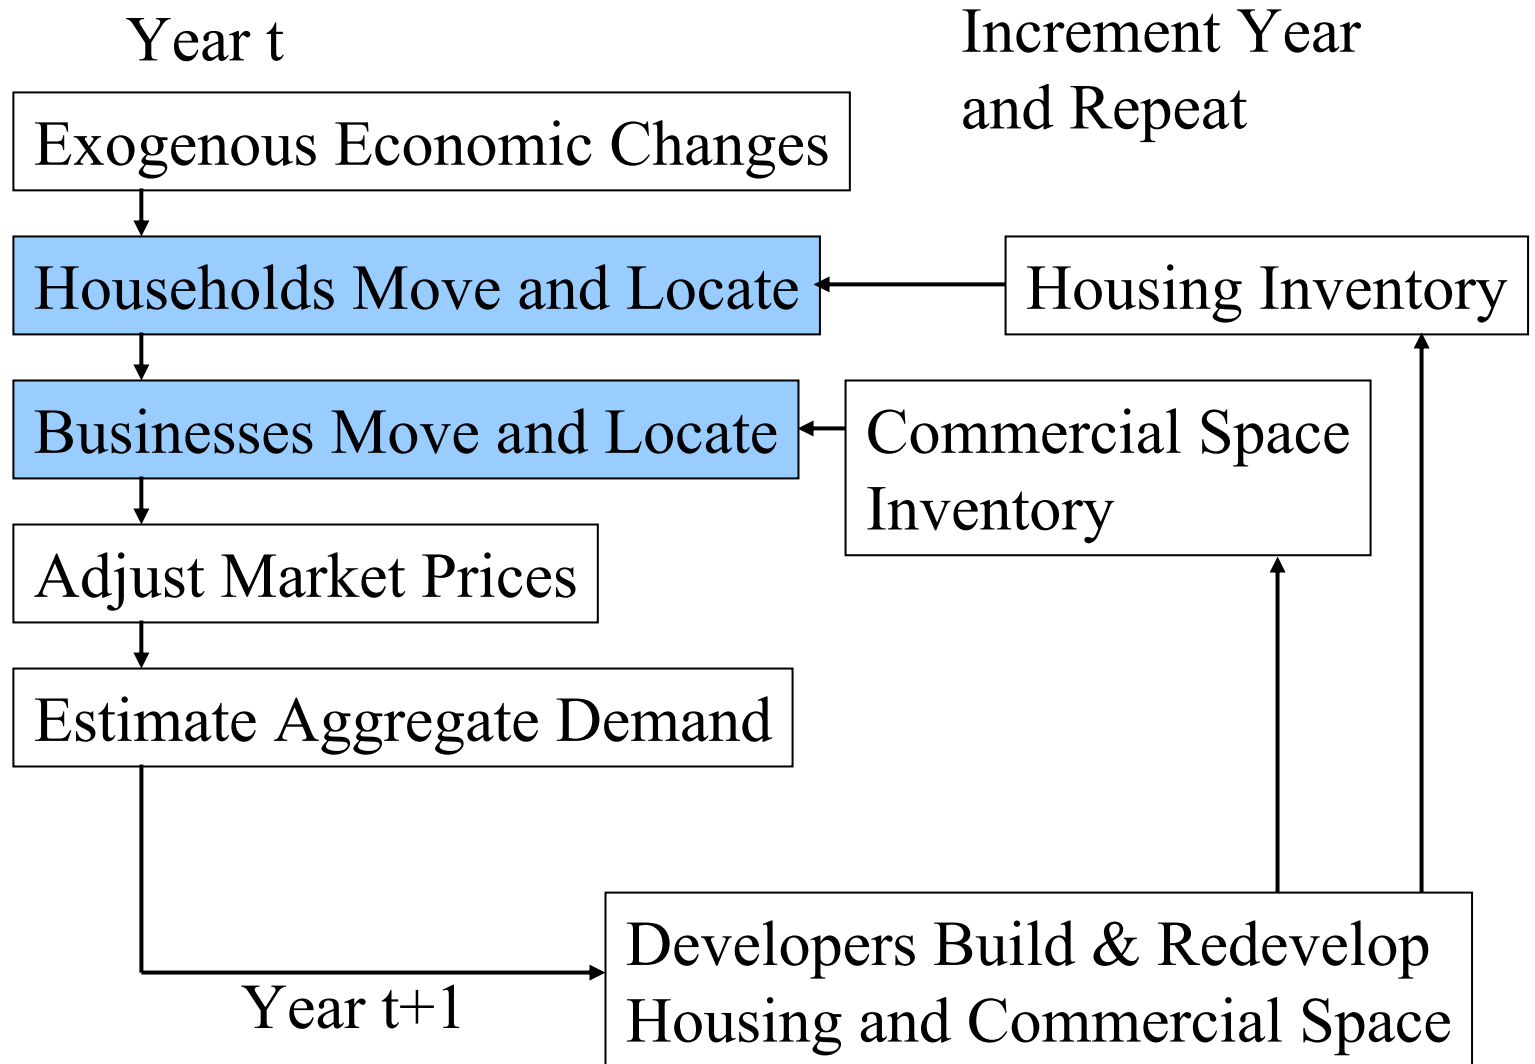 Year t
Increment Year
and Repeat
Exogenous Economic Changes
Households Move and Locate
Housing Inventory
Businesses Move and Locate
Commercial Space
Inventory
Adjust Market Prices
Estimate Aggregate Demand
Developers Build & Redevelop
Housing and Commercial Space
Year t+1